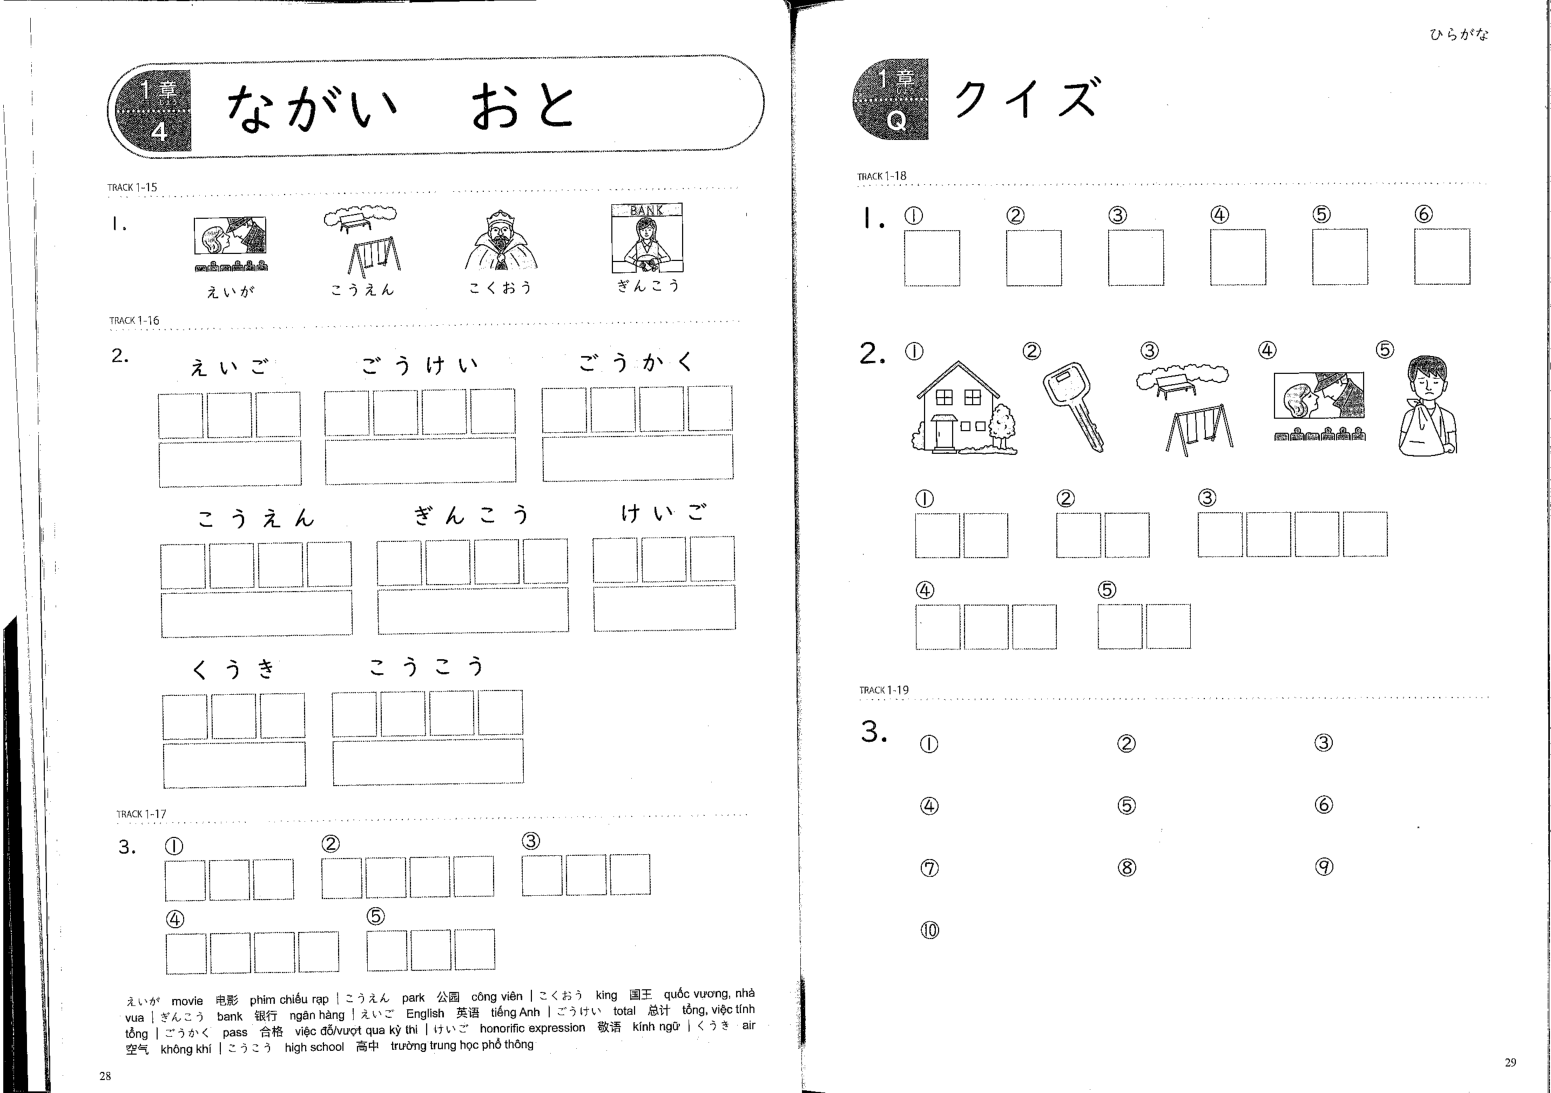 1章
4
ながい おと
TRACK 1-15
1.
BANK
えいが こうえん こくおう ぎんこう
TRACK 1-16
2.
えいご ごうけい ごうかく
こうえん ぎんこう けいご
くうき こうこう
TRACK 1-17
3. ① ② ③
④ ⑤
えいが movie 电影 phim chiếu rạp | こうえん park 公园 công viên | こくおう king 国王 quốc vương, nhà
vua | ぎんこう bank 银行 ngân hàng | えいご English 英语 tiếng Anh | ごうけい total 总计 tổng, việc tính
tổng | ごうかく pass 合格 việc đỗ/vượt qua kỳ thi | けいご honorific expression 敬语 kính ngữ | くうき air
空气 không khí | こうこう high school 高中 trường trung học phổ thông
28
ひらがな
1章
Q
クイズ
TRACK 1-18
1. ① ② ③ ④ ⑤ ⑥
2. ① ② ③ ④ ⑤
① ② ③
④ ⑤
TRACK 1-19
3. ① ② ③
④ ⑤ ⑥
⑦ ⑧ ⑨
⑩
29